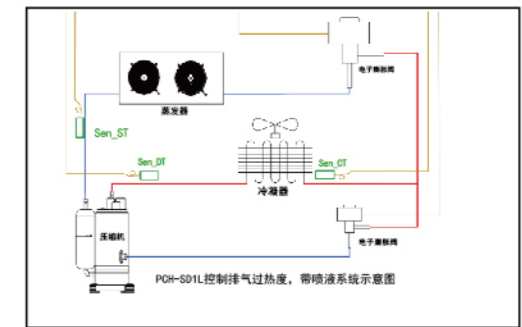 电子膨胀阀
蒸发器
Sen_ST
Sen_DT
Sen_CT
冷凝器
压缩机
电子膨胀阀
PCH-SD1L控制排气过热度，带喷液系统示意图